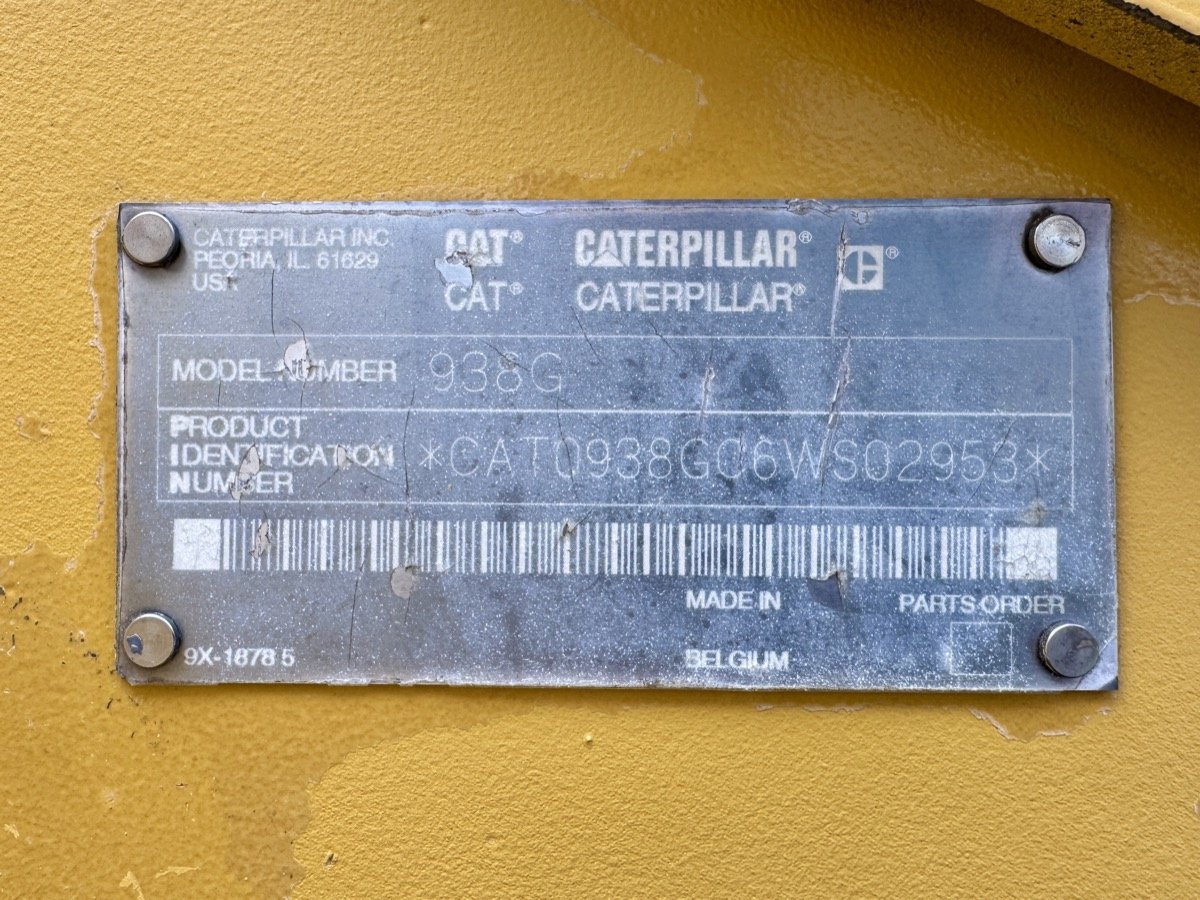 CATERPILLAR INC.
PEORIA, IL 61629
USA
CAT® CATERPILLAR® C ®
CAT® CATERPILLAR®
MODEL NUMBER 938G
PRODUCT
IDENTIFICATION
NUMBER
*CAT0938GC6WS02953*
MADE IN
PARTS ORDER
9X-1678 5
BELGIUM